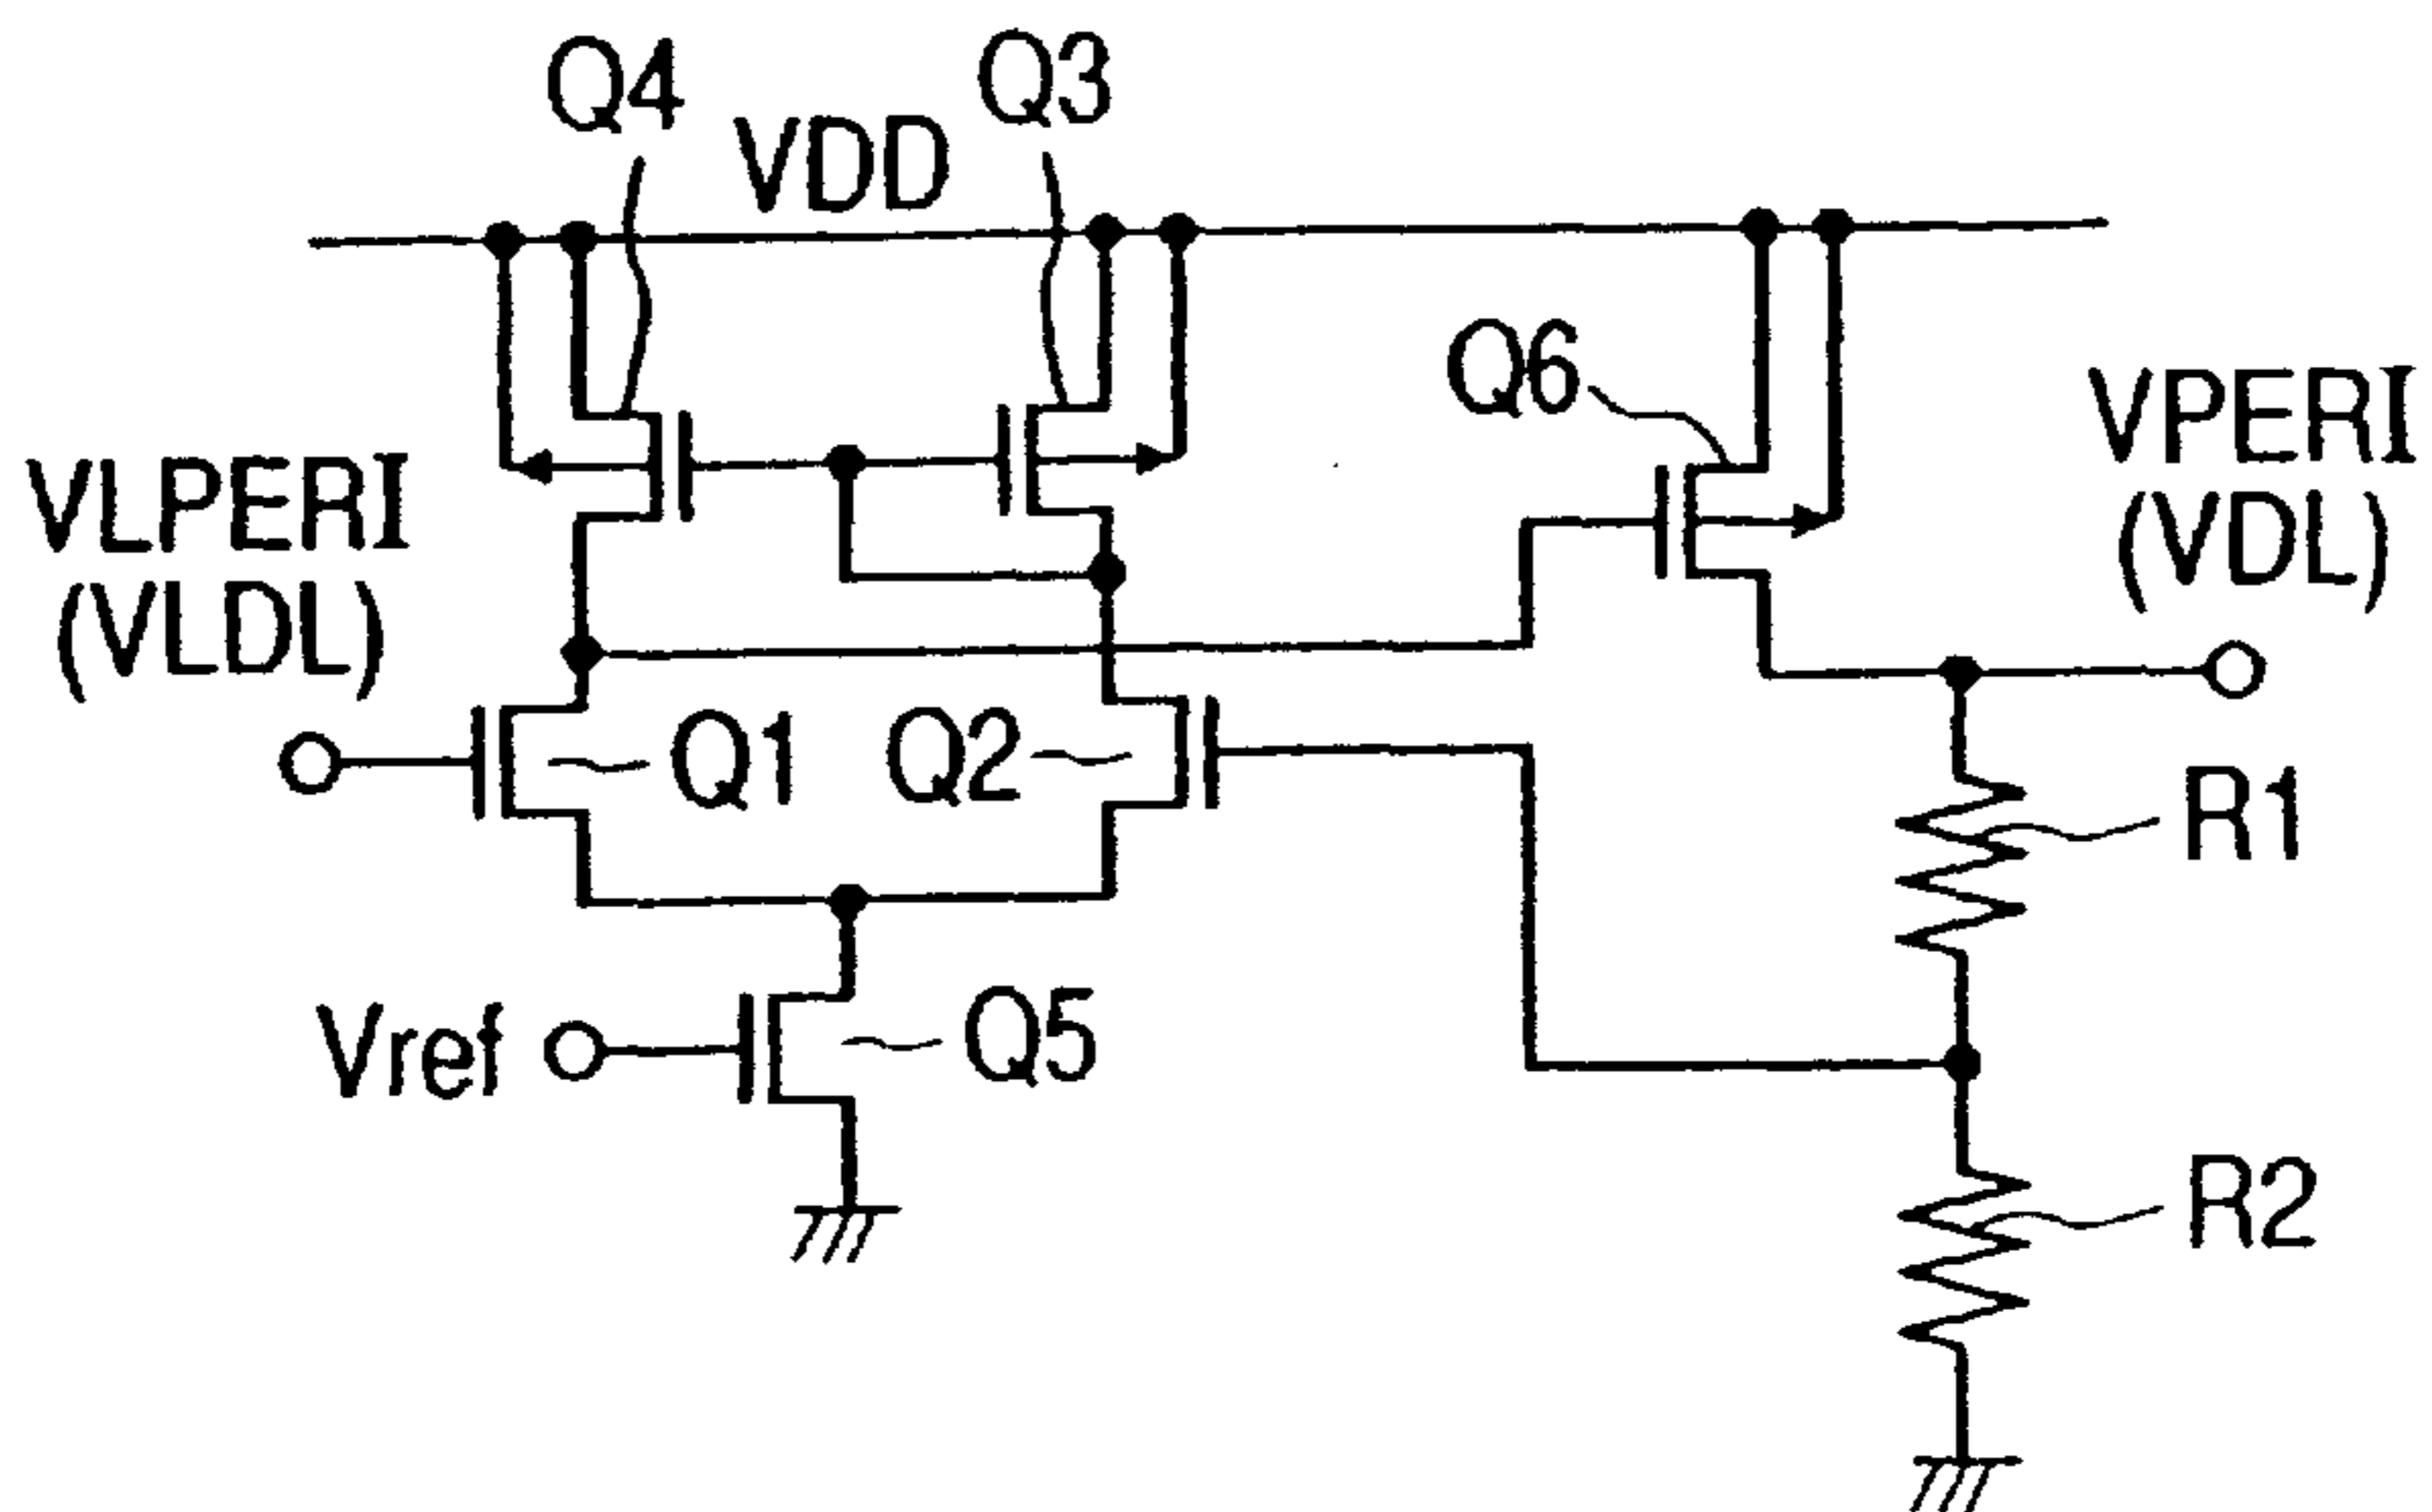 Q4
Q3
VDD
Q6
VPERI
(VDL)
VLPERI
(VLDL)
Q1
Q2
R1
Vref
Q5
R2